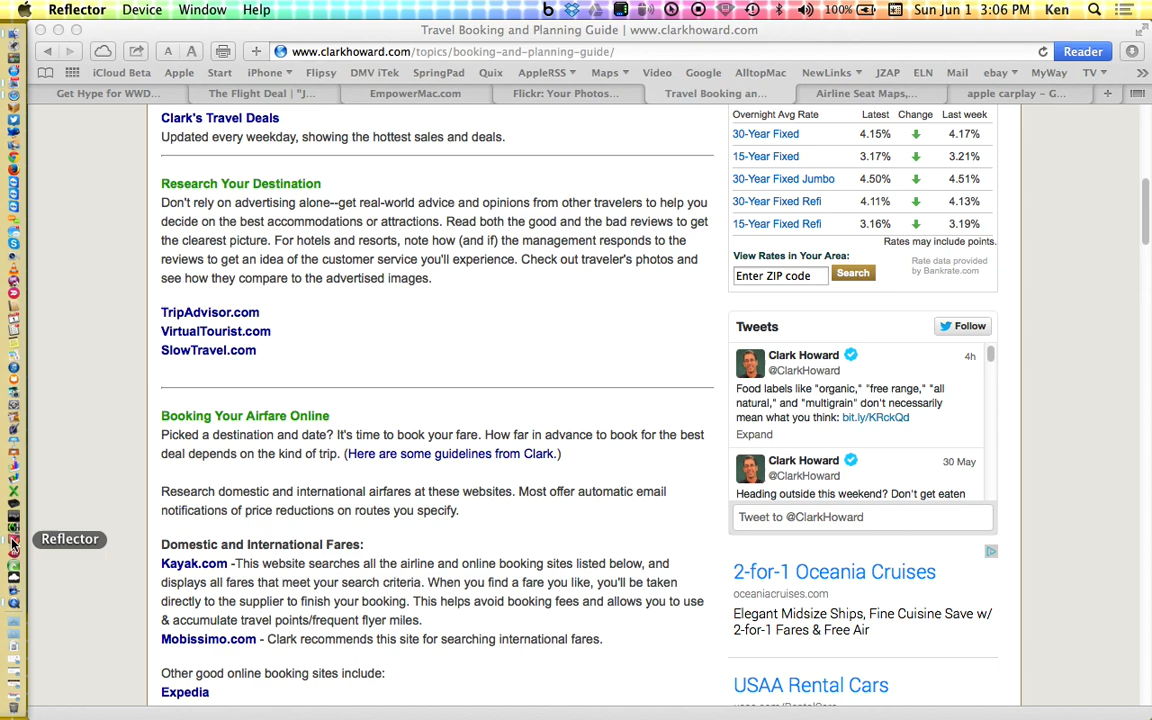 Reflector Device Window Help 100% Sun Jun 1 3:06 PM Ken
Travel Booking and Planning Guide | www.clarkhoward.com
A A + www.clarkhoward.com/topics/booking-and-planning-guide/ Reader
iCloud Beta Apple Start iPhone Flipsy DMV iTek SpringPad Quix AppleRSS Maps Video Google AlltopMac NewLinks JZAP ELN Mail ebay MyWay TV
Get Hype for WWD... The Flight Deal | "J... EmpowerMac.com Flickr: Your Photos... Travel Booking an... Airline Seat Maps,... apple carplay – G...
Clark's Travel Deals
Updated every weekday, showing the hottest sales and deals.
Research Your Destination
Don't rely on advertising alone--get real-world advice and opinions from other travelers to help you
decide on the best accommodations or attractions. Read both the good and the bad reviews to get
the clearest picture. For hotels and resorts, note how (and if) the management responds to the
reviews to get an idea of the customer service you'll experience. Check out traveler's photos and
see how they compare to the advertised images.
TripAdvisor.com
VirtualTourist.com
SlowTravel.com
Booking Your Airfare Online
Picked a destination and date? It's time to book your fare. How far in advance to book for the best
deal depends on the kind of trip. (Here are some guidelines from Clark.)
Research domestic and international airfares at these websites. Most offer automatic email
notifications of price reductions on routes you specify.
Domestic and International Fares:
Kayak.com -This website searches all the airline and online booking sites listed below, and
displays all fares that meet your search criteria. When you find a fare you like, you'll be taken
directly to the supplier to finish your booking. This helps avoid booking fees and allows you to use
& accumulate travel points/frequent flyer miles.
Mobissimo.com - Clark recommends this site for searching international fares.
Other good online booking sites include:
Expedia
Overnight Avg Rate Latest Change Last week
30-Year Fixed 4.15% 4.17%
15-Year Fixed 3.17% 3.21%
30-Year Fixed Jumbo 4.50% 4.51%
30-Year Fixed Refi 4.11% 4.13%
15-Year Fixed Refi 3.16% 3.19%
Rates may include points.
View Rates in Your Area:
Enter ZIP code Search
Rate data provided
by Bankrate.com
Tweets Follow
Clark Howard 4h
@ClarkHoward
Food labels like "organic," "free range," "all
natural," and "multigrain" don't necessarily
mean what you think: bit.ly/KRckQd
Expand
Clark Howard 30 May
@ClarkHoward
Heading outside this weekend? Don't get eaten
Tweet to @ClarkHoward
2-for-1 Oceania Cruises
oceaniacruises.com
Elegant Midsize Ships, Fine Cuisine Save w/
2-for-1 Fares & Free Air
USAA Rental Cars
Reflector